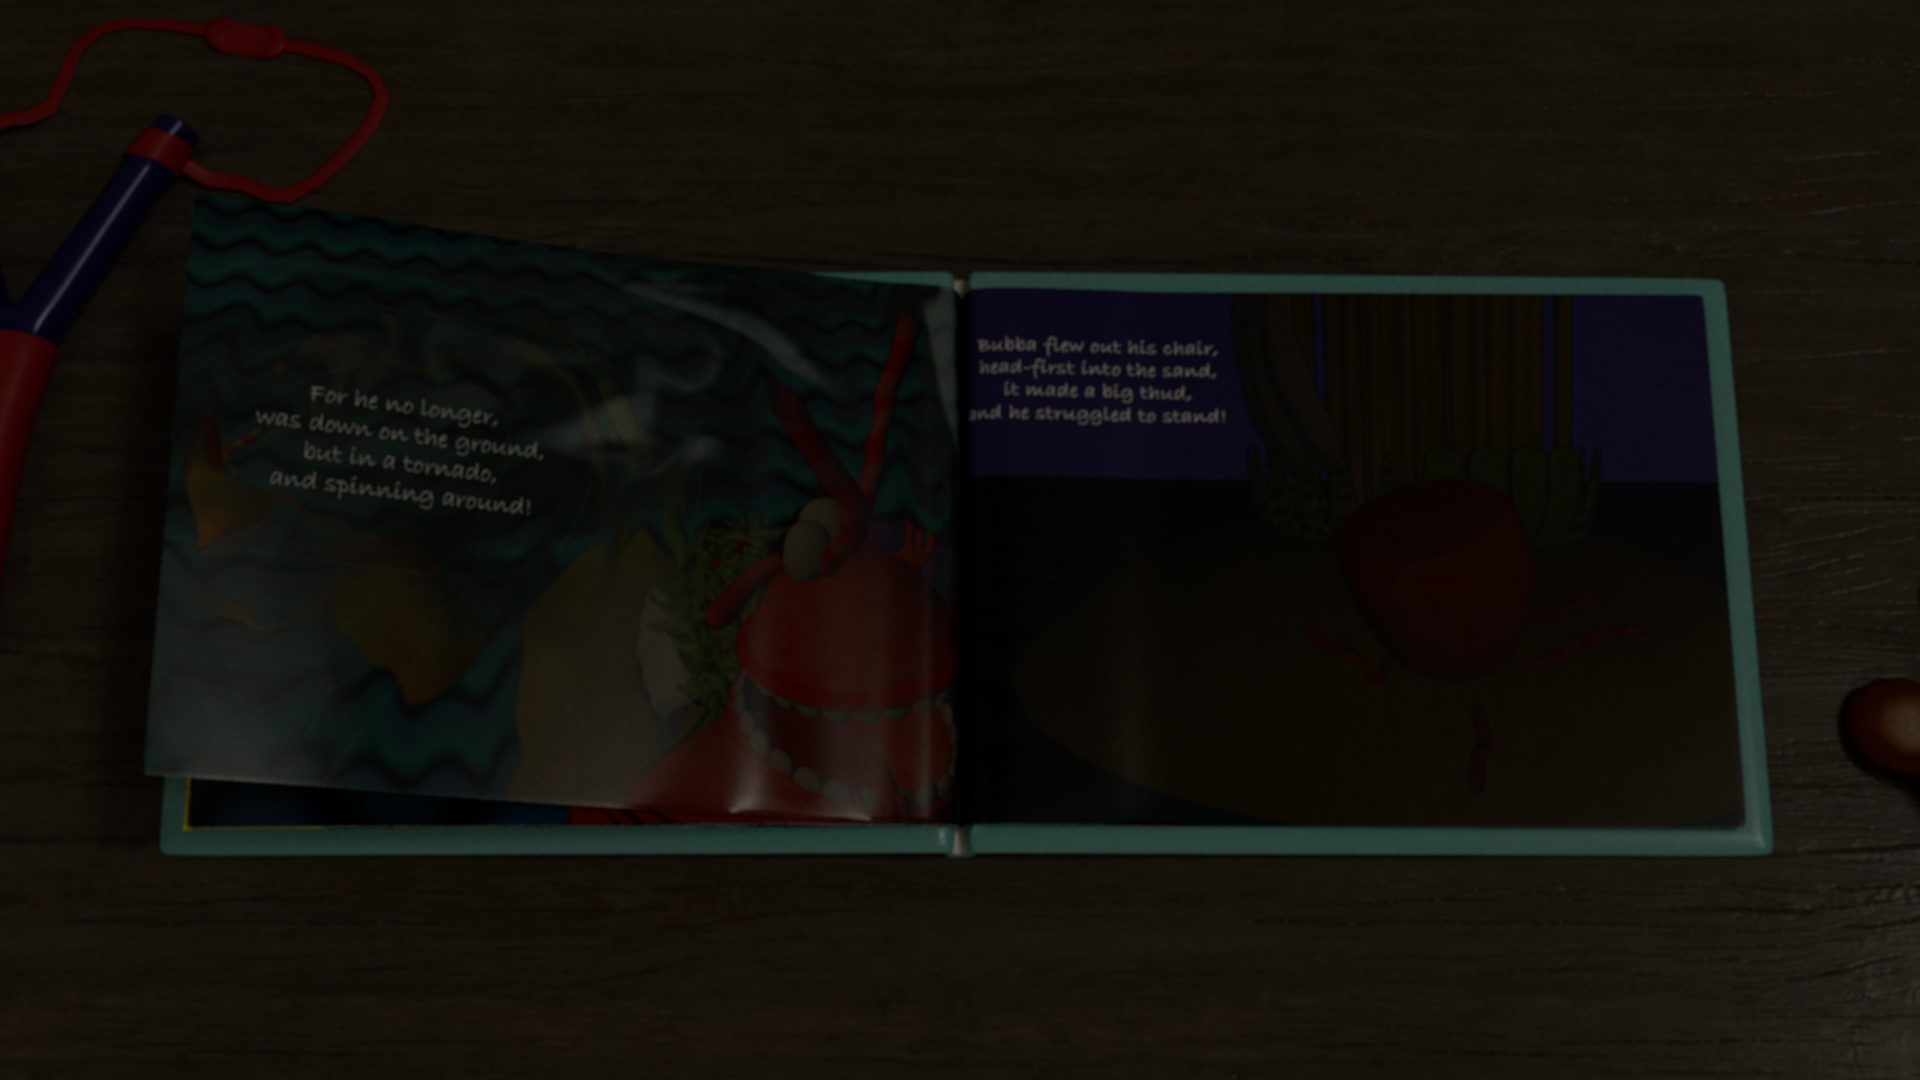 For he no longer,
was down on the ground,
but in a tornado,
and spinning around!
Bubba flew out his chair,
head-first into the sand,
it made a big thud,
and he struggled to stand!